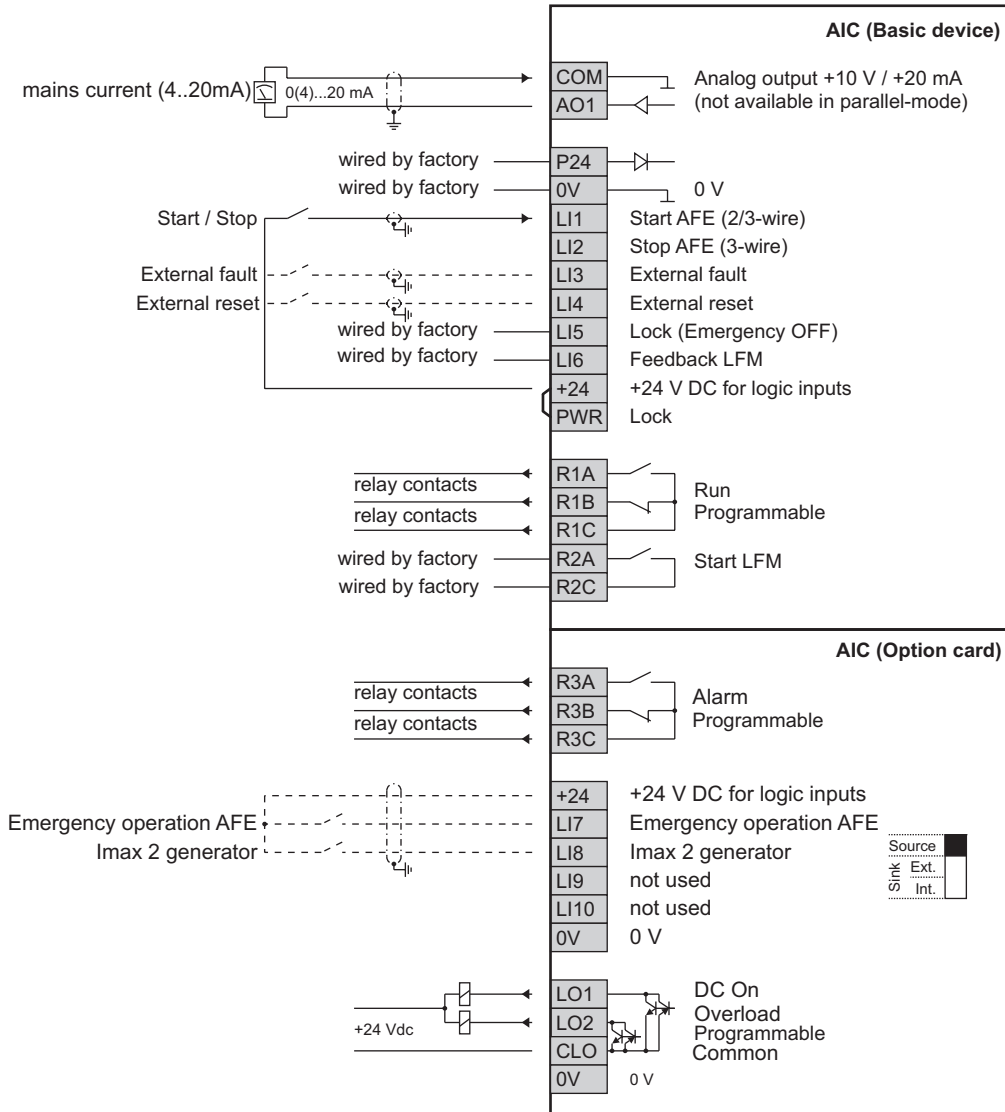 AIC (Basic device)
mains current (4..20mA) 0(4)...20 mA COM Analog output +10 V / +20 mA
AO1 (not available in parallel-mode)
wired by factory P24
wired by factory 0V 0 V
Start / Stop LI1 Start AFE (2/3-wire)
LI2 Stop AFE (3-wire)
External fault LI3 External fault
External reset LI4 External reset
wired by factory LI5 Lock (Emergency OFF)
wired by factory LI6 Feedback LFM
+24 +24 V DC for logic inputs
PWR Lock
R1A
relay contacts Run
R1B Programmable
relay contacts
R1C
wired by factory R2A Start LFM
wired by factory R2C
AIC (Option card)
R3A
relay contacts Alarm
R3B Programmable
relay contacts
R3C
+24 +24 V DC for logic inputs
Emergency operation AFE LI7 Emergency operation AFE
Imax 2 generator LI8 Imax 2 generator
LI9 not used
LI10 not used
0V 0 V
Source
Sink
Ext.
Int.
LO1 DC On
LO2 Overload
+24 Vdc Programmable
CLO Common
0V 0 V